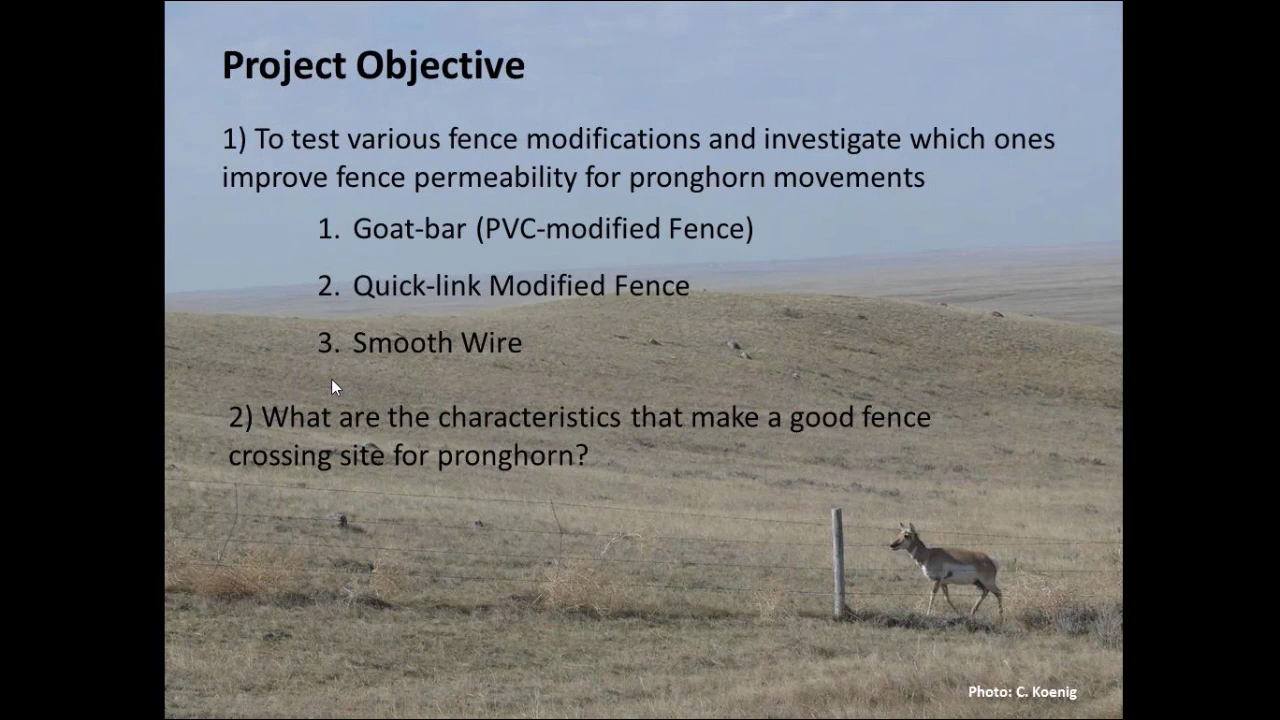 Project Objective
1) To test various fence modifications and investigate which ones
improve fence permeability for pronghorn movements
1. Goat-bar (PVC-modified Fence)
2. Quick-link Modified Fence
3. Smooth Wire
2) What are the characteristics that make a good fence
crossing site for pronghorn?
Photo: C. Koenig